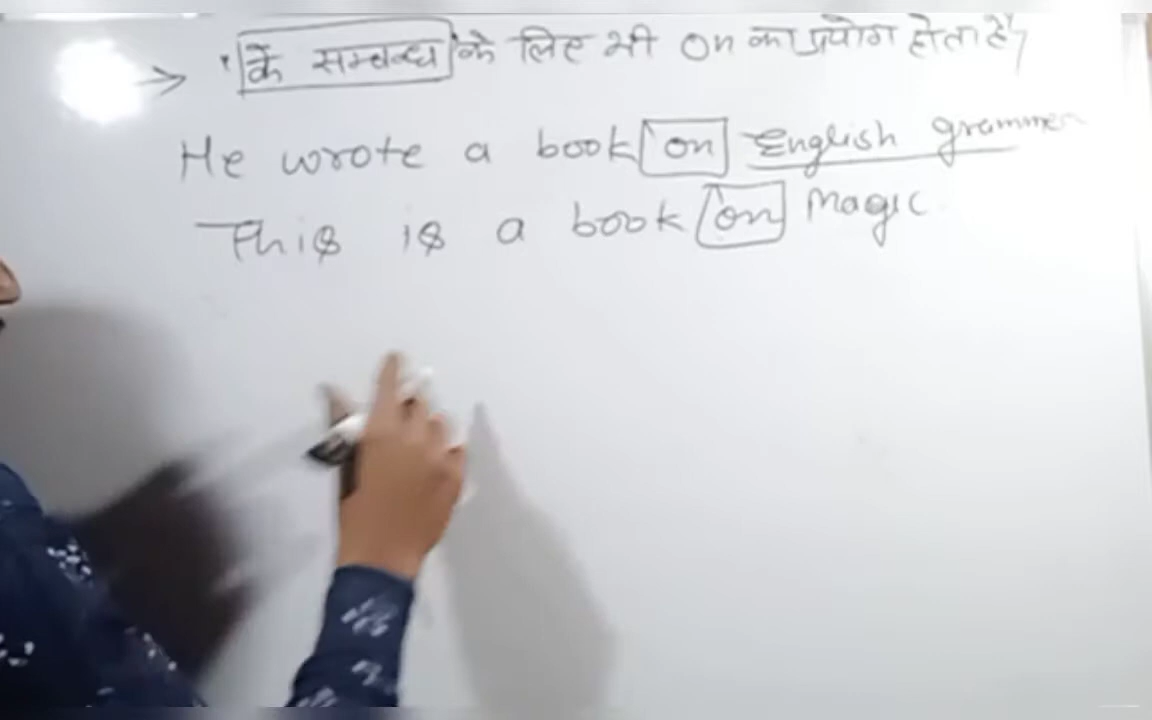 → 'के सम्बन्ध' के लिए भी on का प्रयोग होता है,
He wrote a book on English grammer
This is a book on Magic